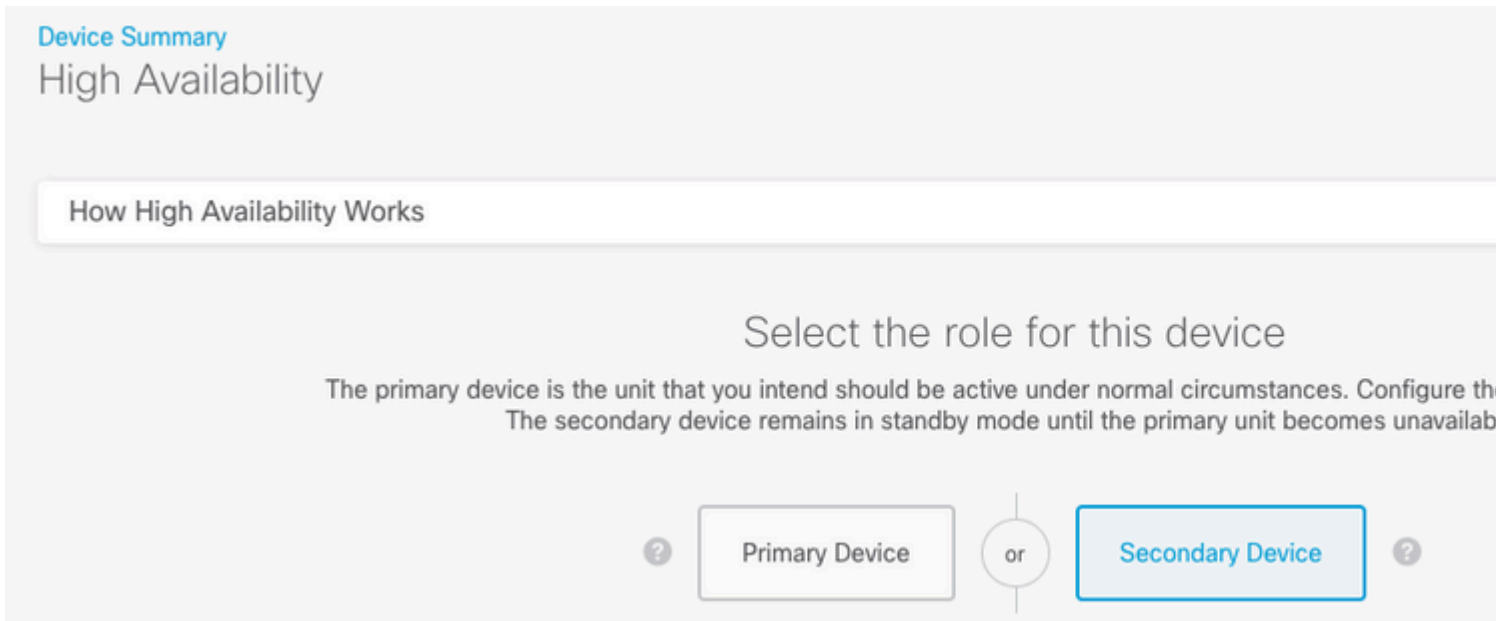 Device Summary
High Availability
How High Availability Works
Select the role for this device
The primary device is the unit that you intend should be active under normal circumstances. Configure
The secondary device remains in standby mode until the primary unit becomes
? Primary Device or Secondary Device ?